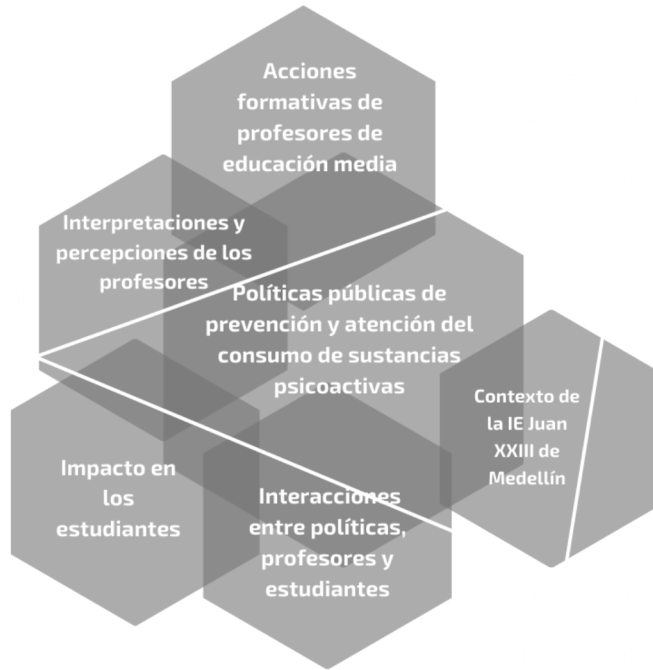 Acciones
formativas de
profesores de
educación media
Interpretaciones y
percepciones de los
profesores
Políticas públicas de
prevención y atención del
consumo de sustancias
psicoactivas
Contexto de
la IE Juan
XXIII de
Medellín
Impacto en
los
estudiantes
Interacciones
entre políticas,
profesores y
estudiantes